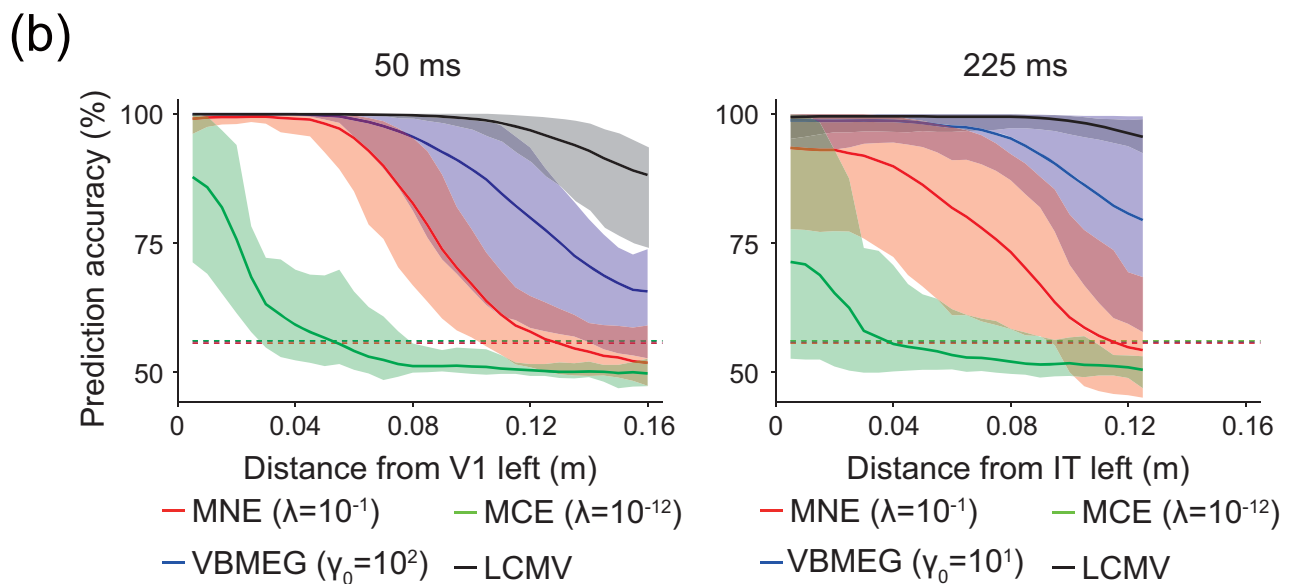 (b)
50 ms
225 ms
Prediction accuracy (%)
100
75
50
0
0.04
0.08
0.12
0.16
Distance from V1 left (m)
MNE (λ=10⁻¹)
MCE (λ=10⁻¹²)
VBMEG (γ₀=10²)
LCMV
100
75
50
0
0.04
0.08
0.12
0.16
Distance from IT left (m)
MNE (λ=10⁻¹)
MCE (λ=10⁻¹²)
VBMEG (γ₀=10¹)
LCMV